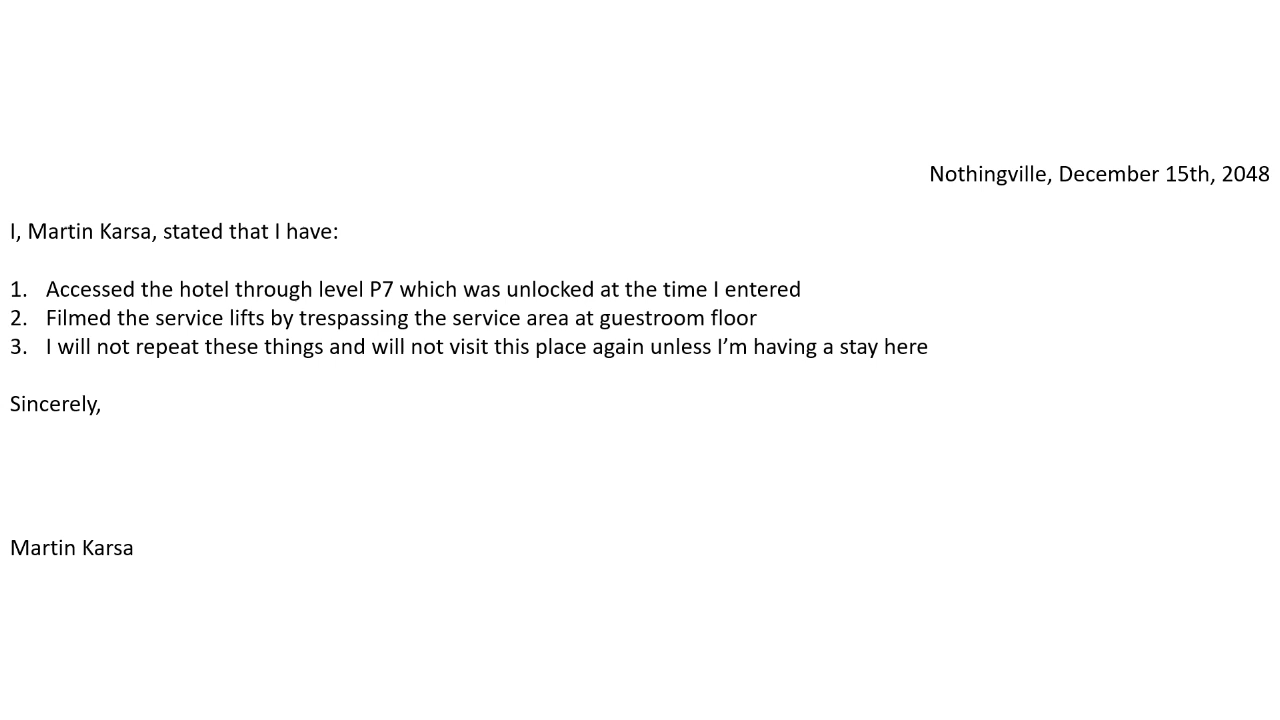 Nothingville, December 15th, 2048
I, Martin Karsa, stated that I have:
1. Accessed the hotel through level P7 which was unlocked at the time I entered
2. Filmed the service lifts by trespassing the service area at guestroom floor
3. I will not repeat these things and will not visit this place again unless I’m having a stay here
Sincerely,
Martin Karsa